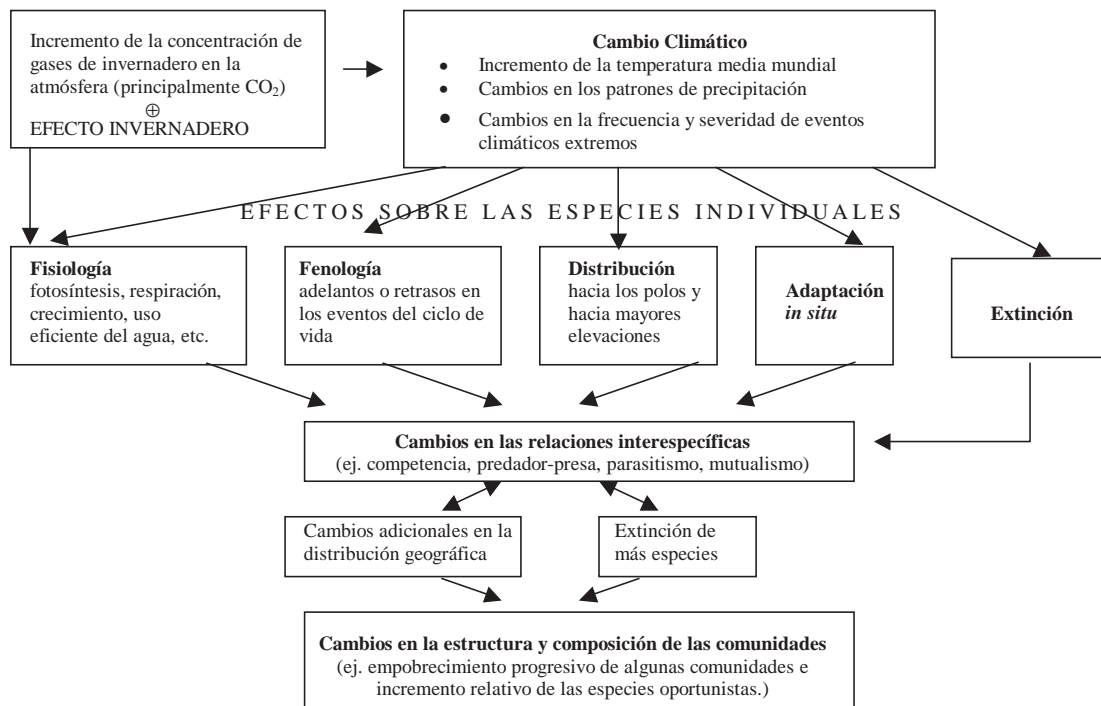 Incremento de la concentración de
gases de invernadero en la
atmósfera (principalmente CO₂)
⊕
EFECTO INVERNADERO
Cambio Climático
• Incremento de la temperatura media mundial
• Cambios en los patrones de precipitación
• Cambios en la frecuencia y severidad de eventos
climáticos extremos
EFECTOS SOBRE LAS ESPECIES INDIVIDUALES
Fisiología
fotosíntesis, respiración,
crecimiento, uso
eficiente del agua, etc.
Fenología
adelantos o retrasos en
los eventos del ciclo de
vida
Distribución
hacia los polos y
hacia mayores
elevaciones
Adaptación
in situ
Extinción
Cambios en las relaciones interespecíficas
(ej. competencia, predador-presa, parasitismo, mutualismo)
Cambios adicionales en la
distribución geográfica
Extinción de
más especies
Cambios en la estructura y composición de las comunidades
(ej. empobrecimiento progresivo de algunas comunidades e
incremento relativo de las especies oportunistas.)